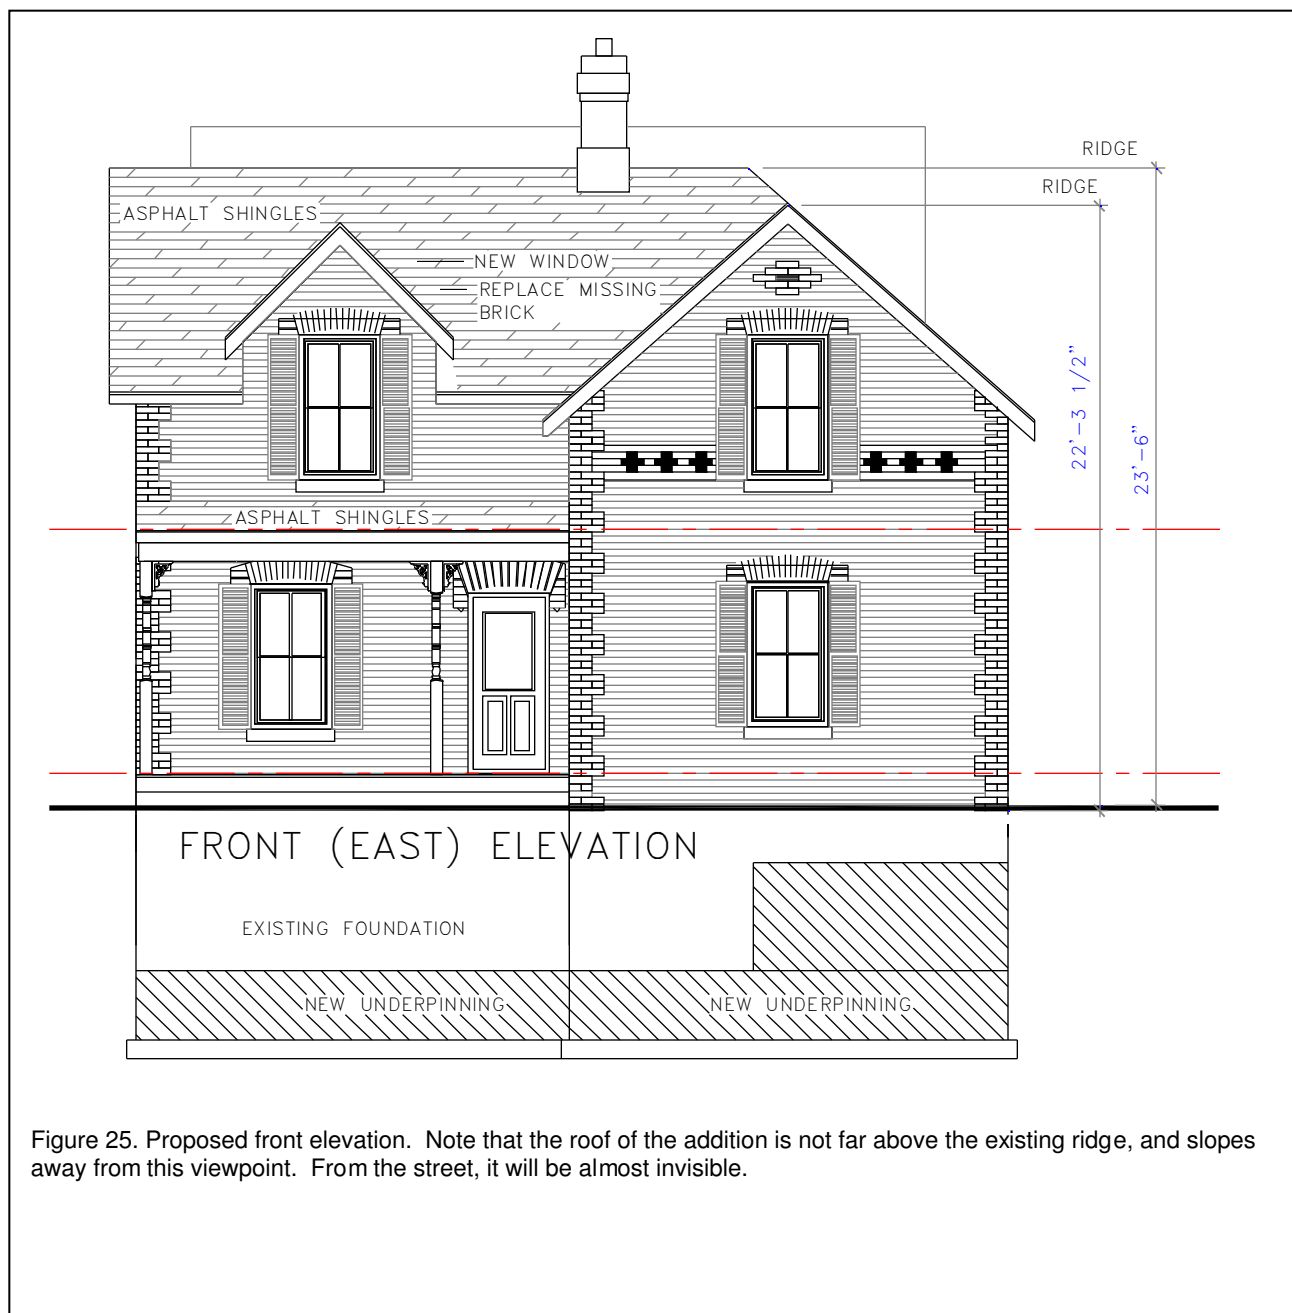 RIDGE
RIDGE
ASPHALT SHINGLES
NEW WINDOW
REPLACE MISSING
BRICK
22'-3 1/2"
23'-6"
ASPHALT SHINGLES
FRONT (EAST) ELEVATION
EXISTING FOUNDATION
NEW UNDERPINNING
NEW UNDERPINNING
Figure 25. Proposed front elevation.  Note that the roof of the addition is not far above the existing ridge, and slopes
away from this viewpoint.  From the street, it will be almost invisible.